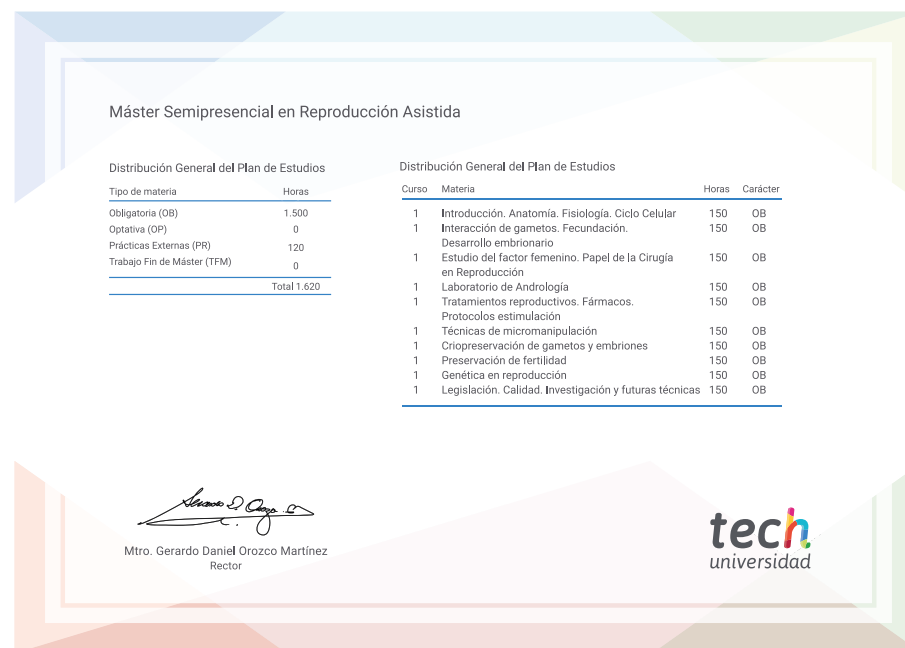 Máster Semipresencial en Reproducción Asistida
Distribución General del Plan de Estudios
Tipo de materia Horas
Obligatoria (OB) 1.500
Optativa (OP) 0
Prácticas Externas (PR) 120
Trabajo Fin de Máster (TFM) 0
Total 1.620
Distribución General del Plan de Estudios
Curso Materia Horas Carácter
1 Introducción. Anatomía. Fisiología. Ciclo Celular 150 OB
1 Interacción de gametos. Fecundación. 150 OB
Desarrollo embrionario
1 Estudio del factor femenino. Papel de la Cirugía 150 OB
en Reproducción
1 Laboratorio de Andrología 150 OB
1 Tratamientos reproductivos. Fármacos. 150 OB
Protocolos estimulación
1 Técnicas de micromanipulación 150 OB
1 Criopreservación de gametos y embriones 150 OB
1 Preservación de fertilidad 150 OB
1 Genética en reproducción 150 OB
1 Legislación. Calidad. Investigación y futuras técnicas 150 OB
Mtro. Gerardo Daniel Orozco Martínez
Rector
tech
universidad